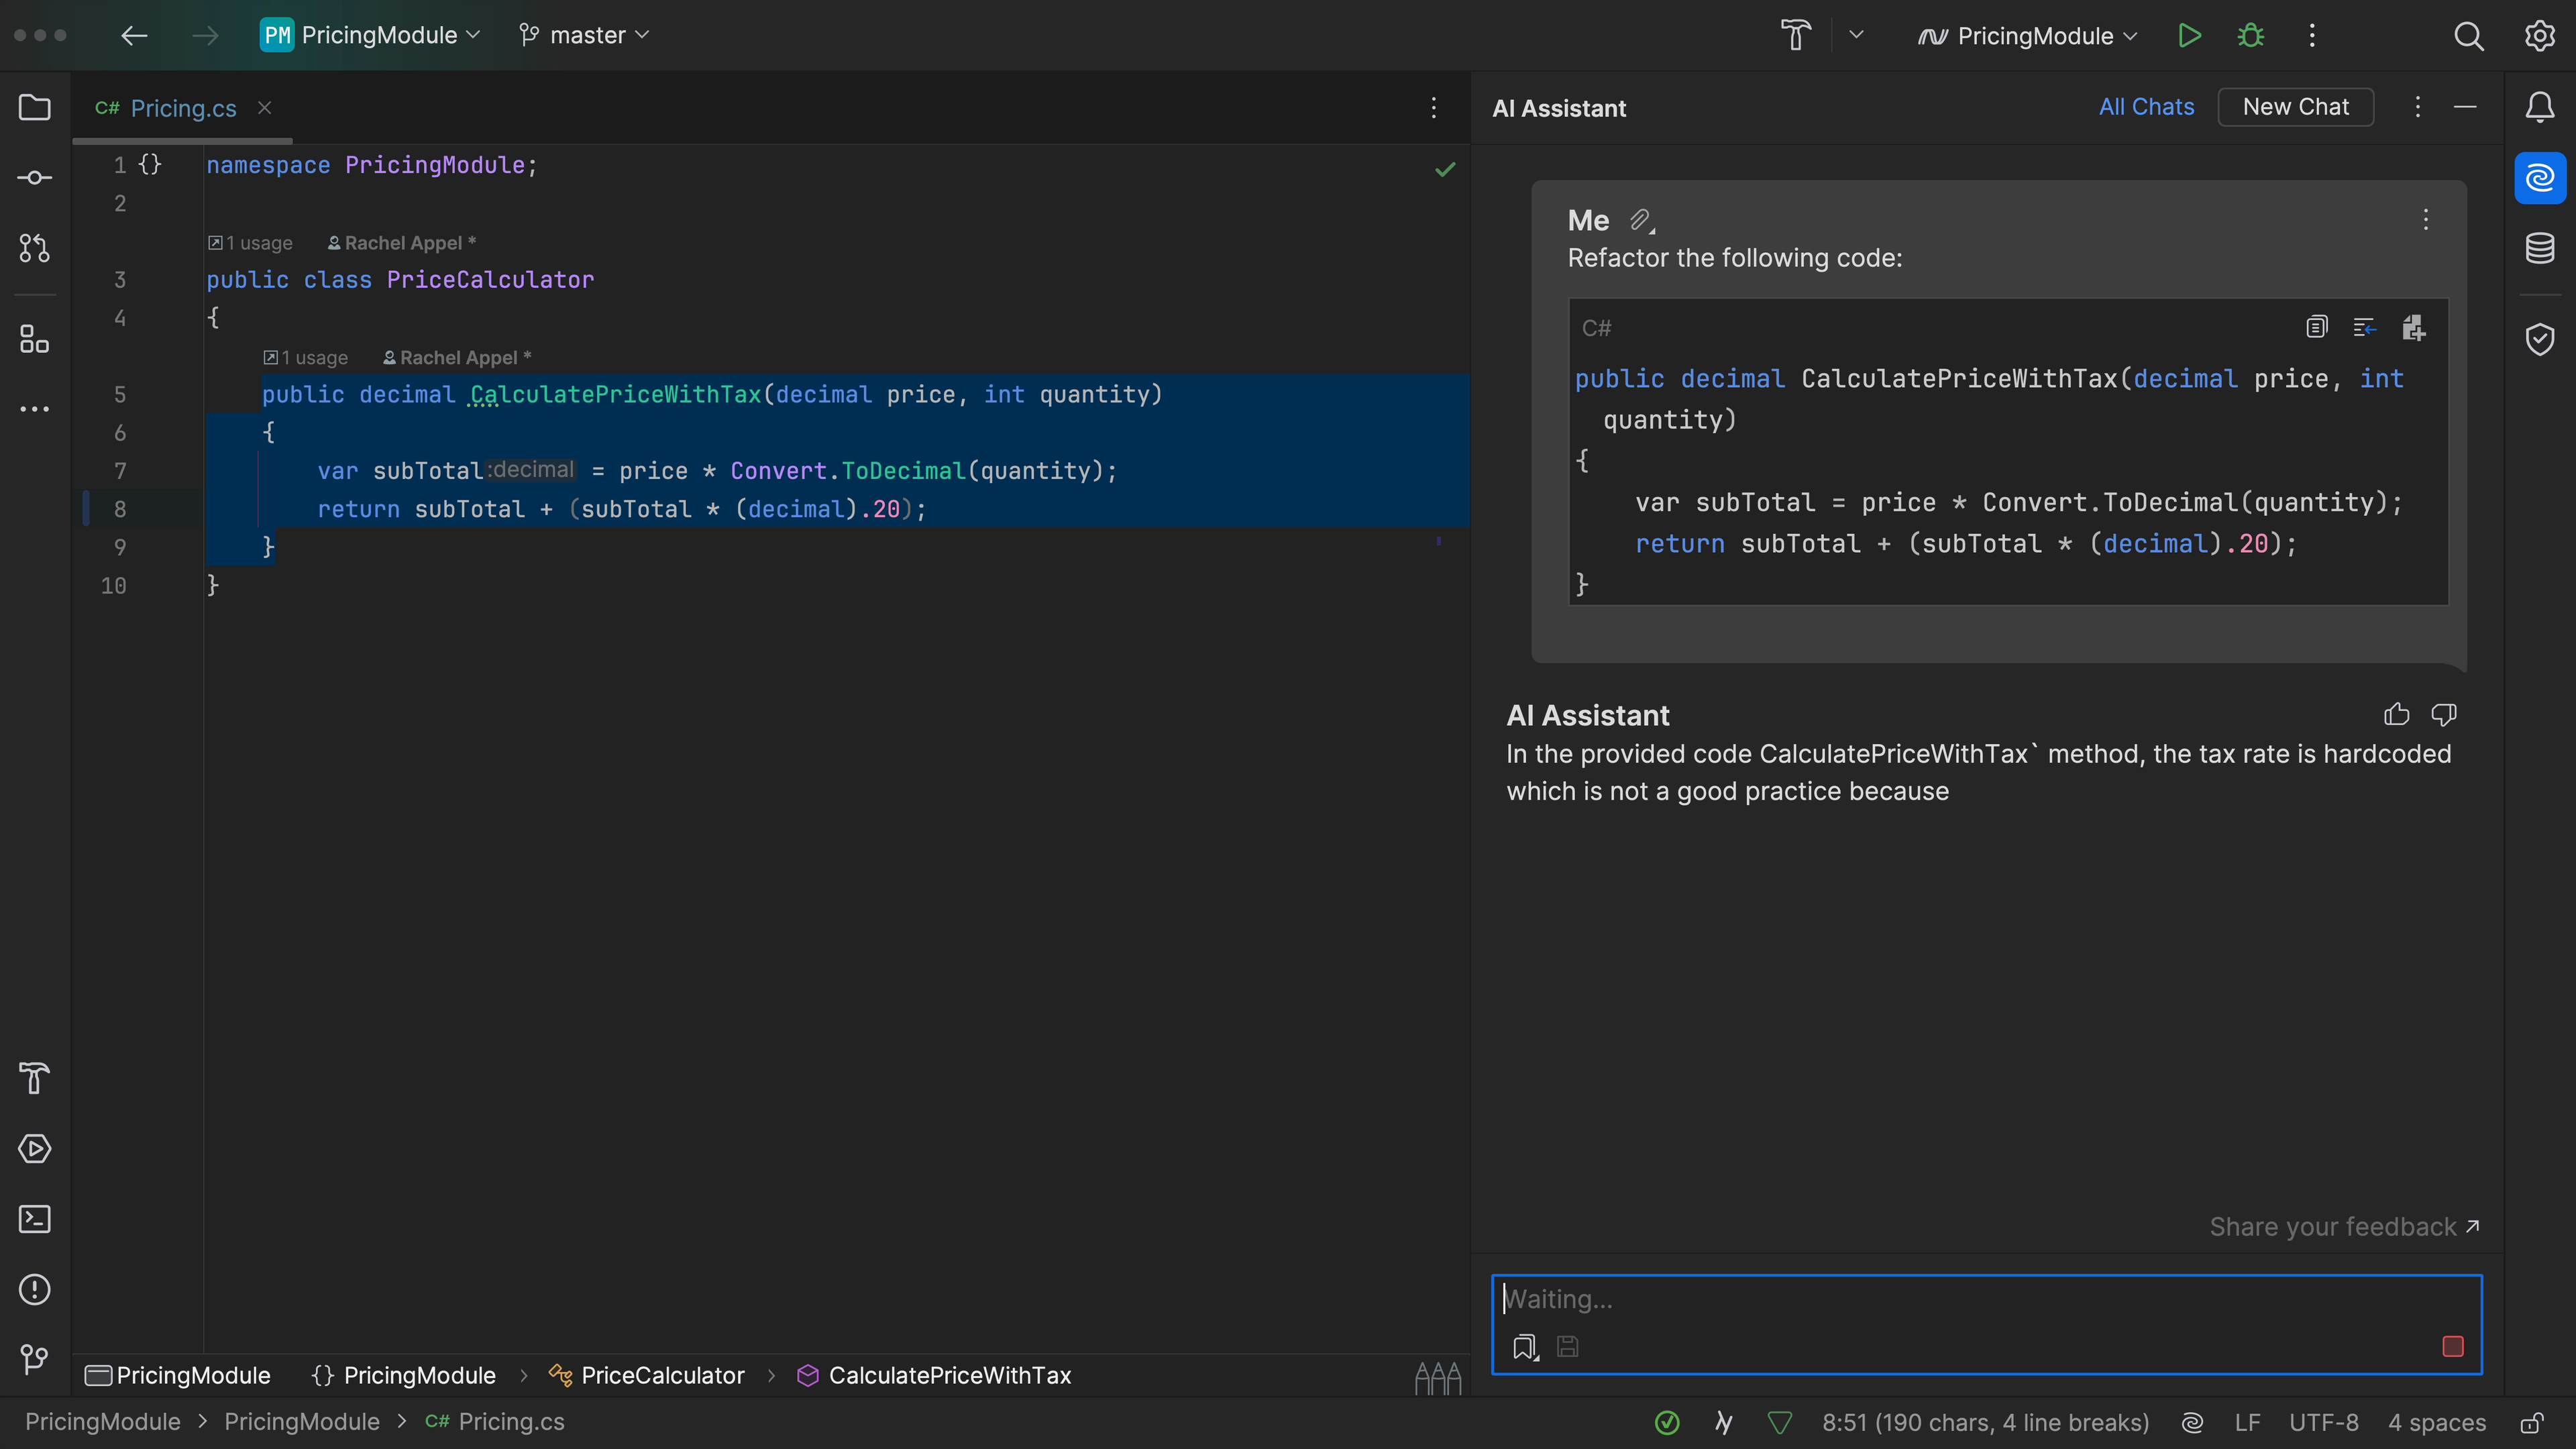 PM PricingModule master PricingModule
C# Pricing.cs
1 {} namespace PricingModule;
2
1 usage Rachel Appel *
3 public class PriceCalculator
4 {
1 usage Rachel Appel *
5 public decimal CalculatePriceWithTax(decimal price, int quantity)
6 {
7 var subTotal :decimal = price * Convert.ToDecimal(quantity);
8 return subTotal + (subTotal * (decimal).20);
9 }
10 }
AI Assistant All Chats New Chat
Me
Refactor the following code:
C#
public decimal CalculatePriceWithTax(decimal price, int
quantity)
{
var subTotal = price * Convert.ToDecimal(quantity);
return subTotal + (subTotal * (decimal).20);
}
AI Assistant
In the provided code CalculatePriceWithTax` method, the tax rate is hardcoded
which is not a good practice because
Share your feedback ↗
Waiting...
PricingModule {} PricingModule > PriceCalculator > CalculatePriceWithTax
PricingModule > PricingModule > C# Pricing.cs 8:51 (190 chars, 4 line breaks) LF UTF-8 4 spaces